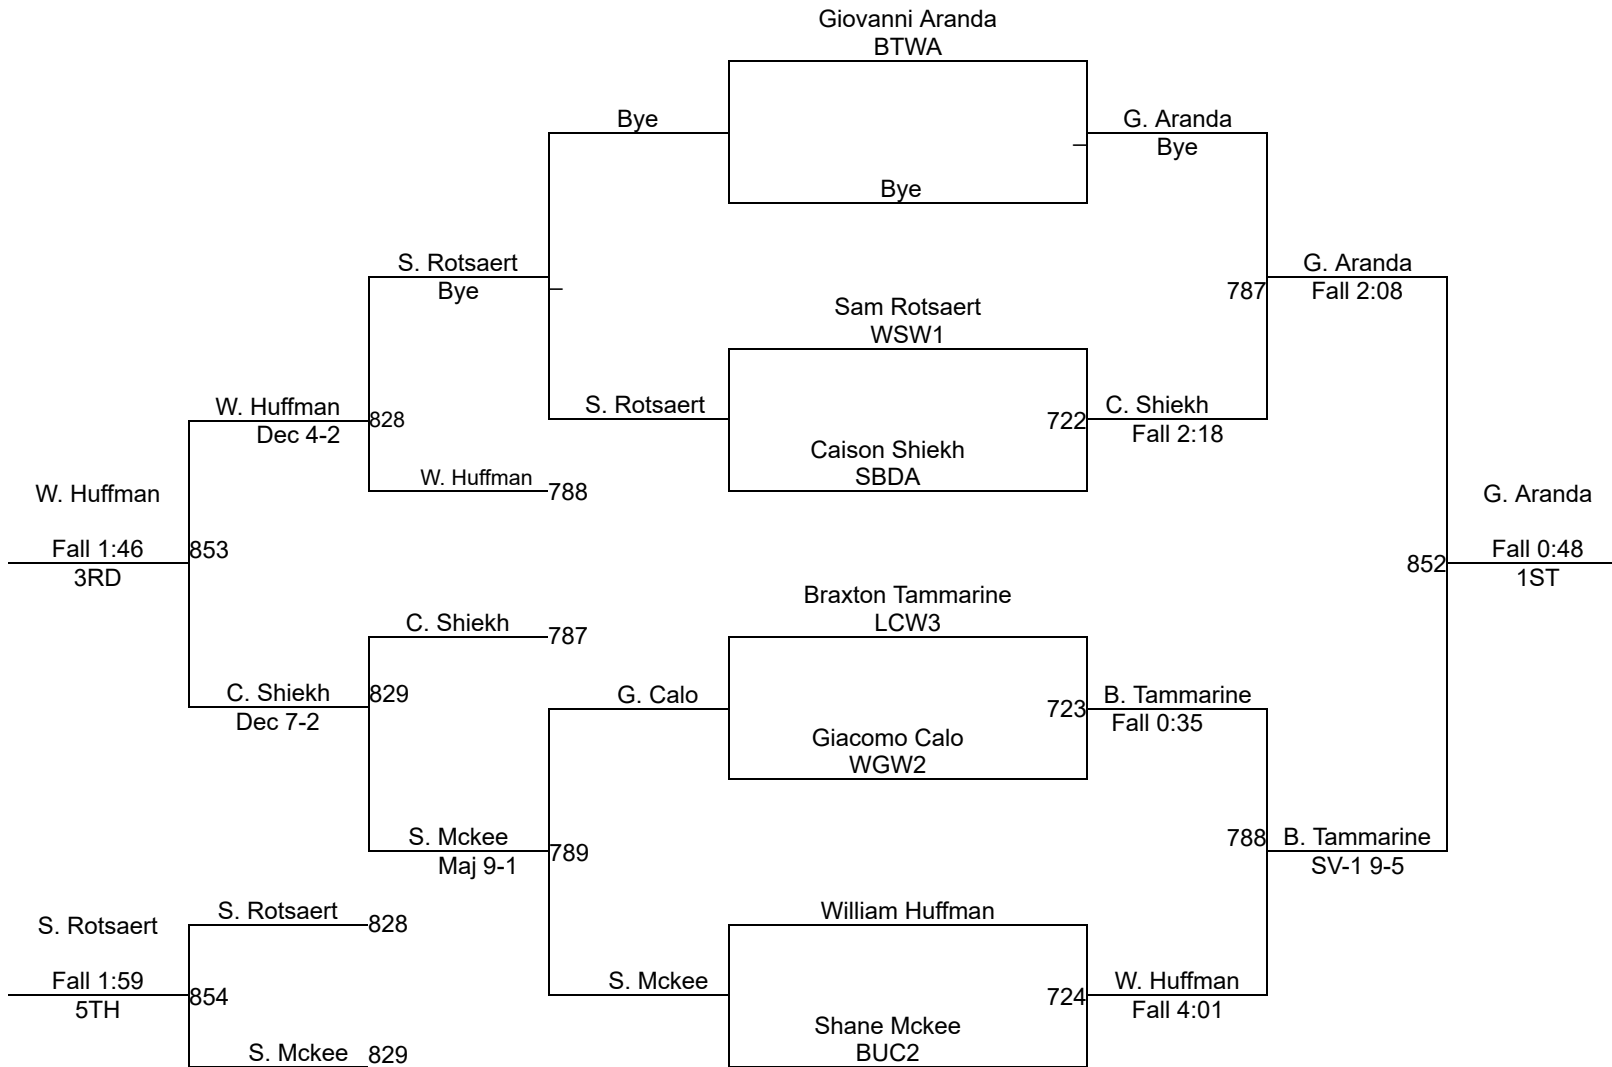 Giovanni Aranda
BTWA
Bye
G. Aranda
Bye
Bye
S. Rotsaert
Bye
G. Aranda
787
Fall 2:08
Sam Rotsaert
WSW1
S. Rotsaert
722
C. Shiekh
Fall 2:18
W. Huffman
828
Dec 4-2
Caison Shiekh
SBDA
W. Huffman
788
W. Huffman
Fall 1:46
853
3RD
G. Aranda
852
Fall 0:48
1ST
Braxton Tammarine
LCW3
C. Shiekh
787
C. Shiekh
829
Dec 7-2
G. Calo
723
B. Tammarine
Fall 0:35
Giacomo Calo
WGW2
S. Mckee
789
Maj 9-1
788
B. Tammarine
SV-1 9-5
S. Rotsaert
S. Rotsaert
828
William Huffman
Fall 1:59
854
5TH
S. Mckee
724
W. Huffman
Fall 4:01
Shane Mckee
BUC2
S. Mckee
829